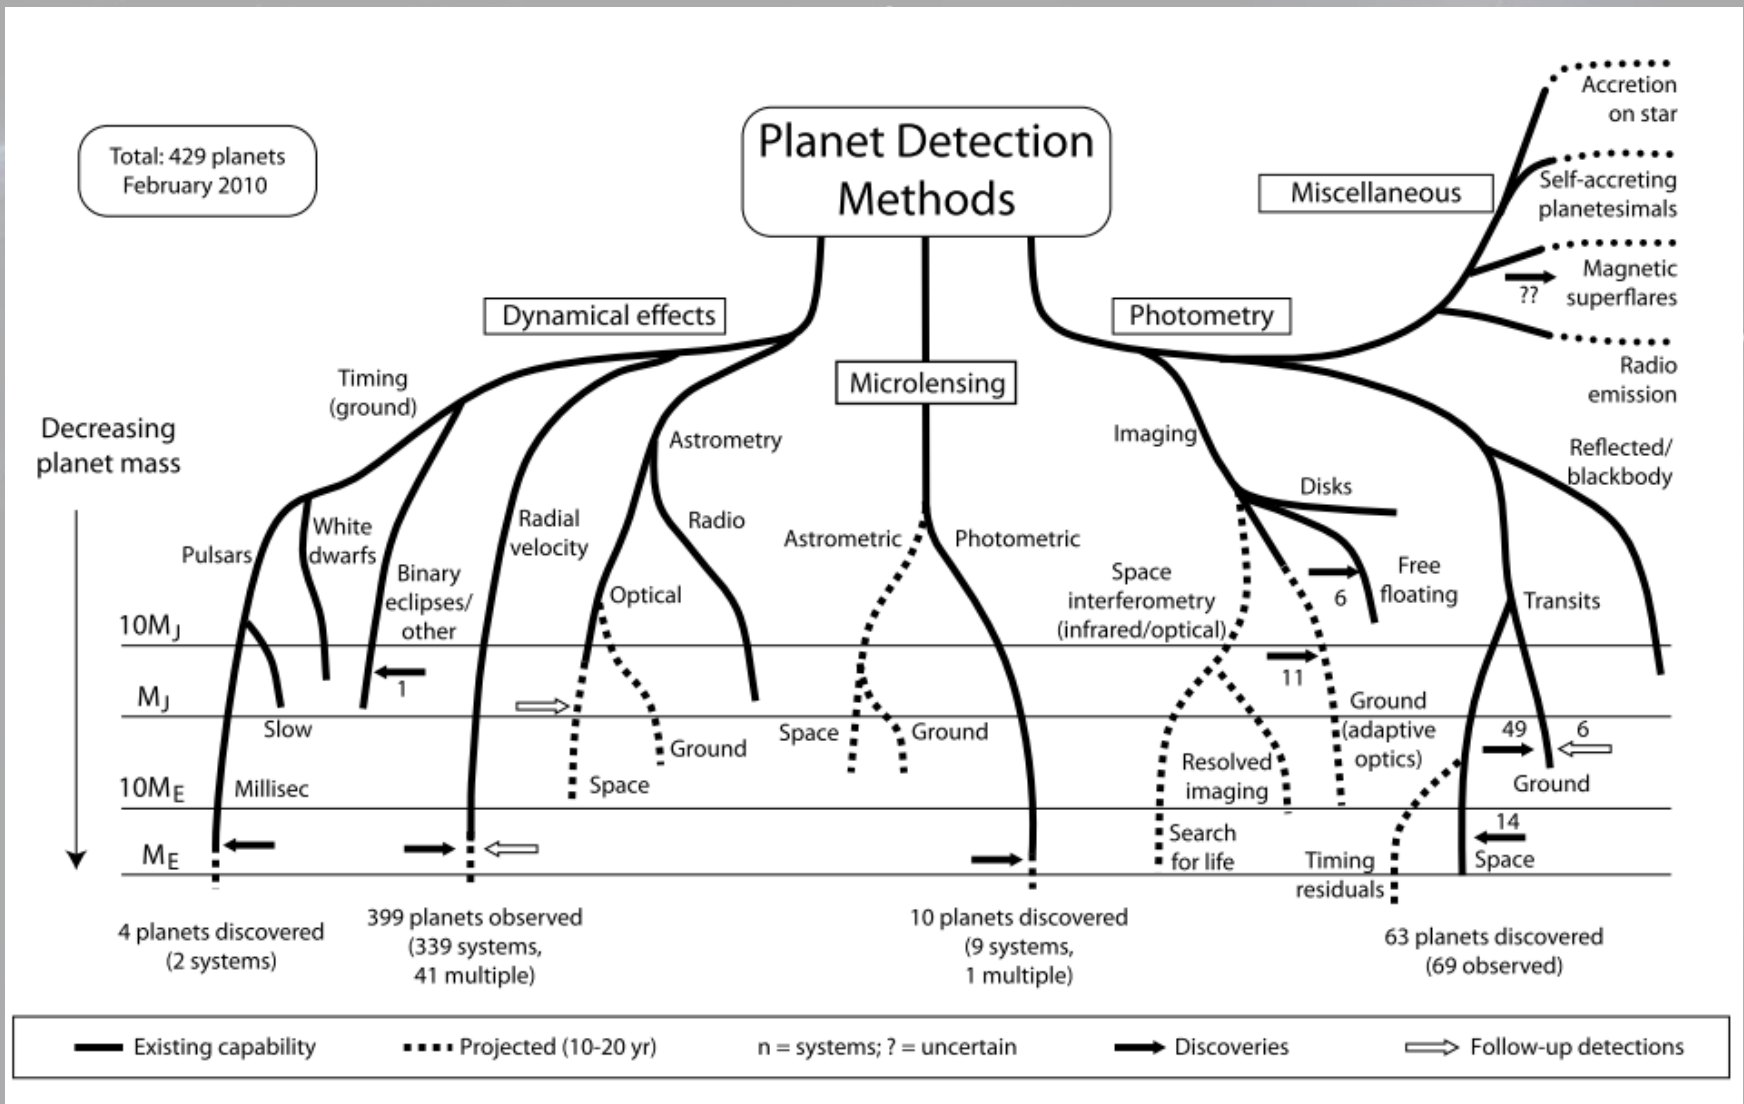 Total: 429 planets
February 2010
Planet Detection
Methods
Miscellaneous
Accretion
on star
Self-accreting
planetesimals
Magnetic
superflares
??
Radio
emission
Dynamical effects
Microlensing
Photometry
Decreasing
planet mass
Timing
(ground)
Pulsars
White
dwarfs
Binary
eclipses/
other
1
Slow
Millisec
Radial
velocity
Astrometry
Radio
Optical
Ground
Space
Astrometric
Photometric
Space
Ground
Imaging
Disks
Free
floating
6
Space
interferometry
(infrared/optical)
11
Ground
(adaptive
optics)
Resolved
imaging
Search
for life
Reflected/
blackbody
Transits
49
6
Ground
14
Space
Timing
residuals
10MJ
MJ
10ME
ME
4 planets discovered
(2 systems)
399 planets observed
(339 systems,
41 multiple)
10 planets discovered
(9 systems,
1 multiple)
63 planets discovered
(69 observed)
Existing capability
Projected (10-20 yr)
n = systems; ? = uncertain
Discoveries
Follow-up detections